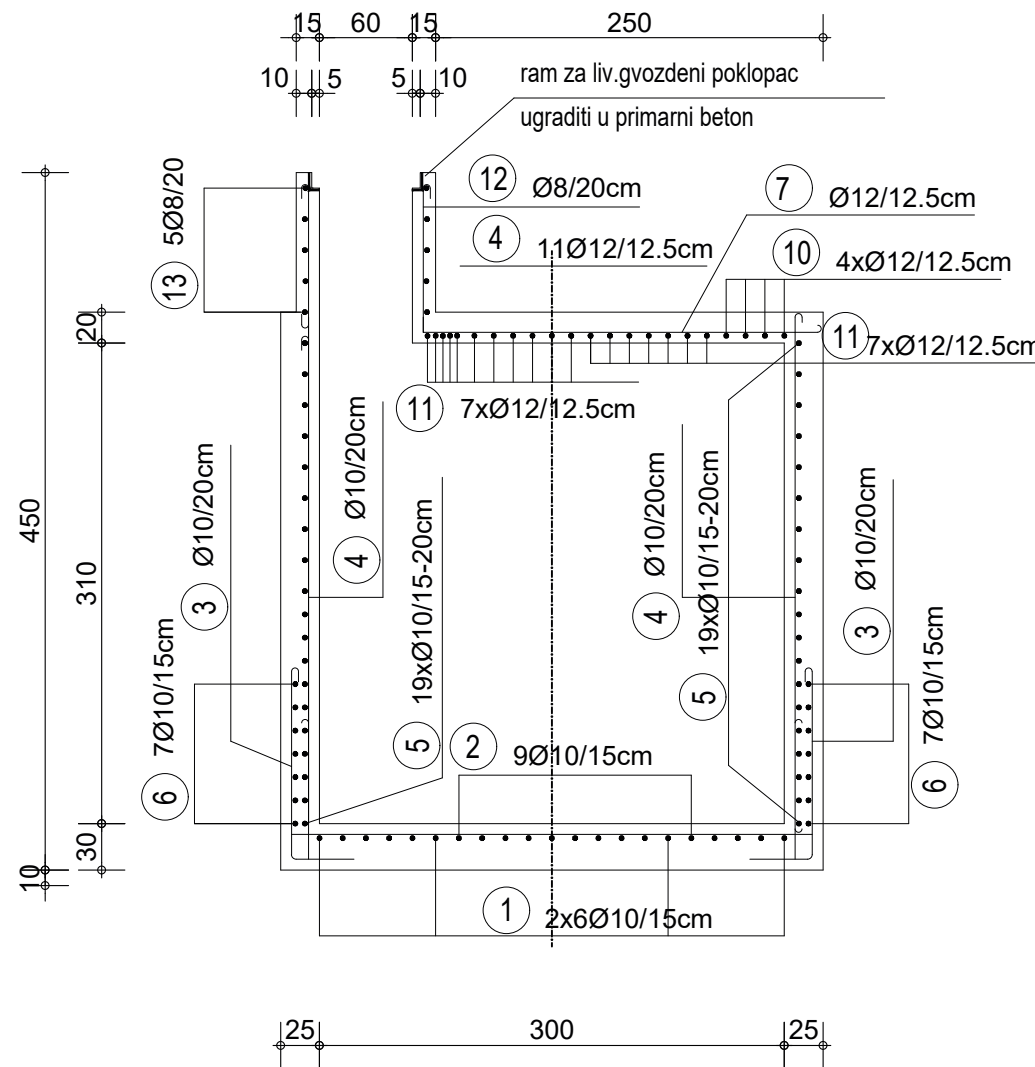 15 60 15 250
10 5 5 10
ram za liv.gvozdeni poklopac
ugraditi u primarni beton
12 Ø8/20cm
7 Ø12/12.5cm
4 11Ø12/12.5cm
10 4xØ12/12.5cm
13 5Ø8/20
11 7xØ12/12.5cm
11 7xØ12/12.5cm
450
20
310
30
10
3 Ø10/20cm
4 Ø10/20cm
5 19xØ10/15-20cm
4 Ø10/20cm
5 19xØ10/15-20cm
3 Ø10/20cm
6 7Ø10/15cm
6 7Ø10/15cm
2 9Ø10/15cm
1 2x6Ø10/15cm
25 300 25